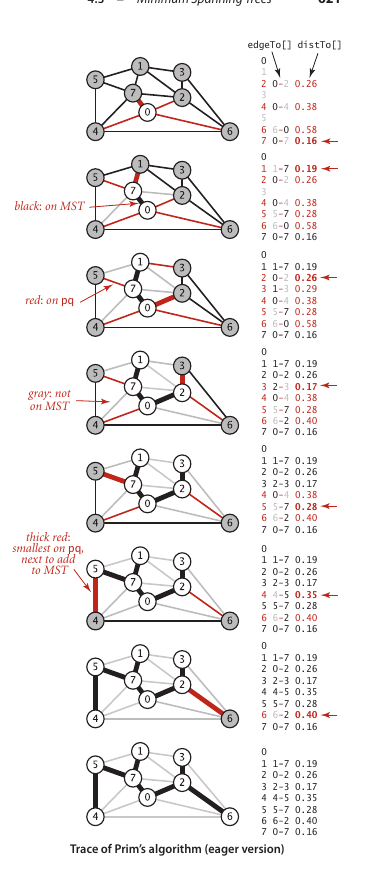 4.3 Minimum Spanning Trees 621
edgeTo[] distTo[]
0
1
2 0-2 0.26
3
4 0-4 0.38
5
6 6-0 0.58
7 0-7 0.16
0
1 1-7 0.19
2 0-2 0.26
3
4 0-4 0.38
5 5-7 0.28
6 6-0 0.58
7 0-7 0.16
black: on MST
0
1 1-7 0.19
2 0-2 0.26
3 1-3 0.29
4 0-4 0.38
5 5-7 0.28
6 6-0 0.58
7 0-7 0.16
red: on pq
0
1 1-7 0.19
2 0-2 0.26
3 2-3 0.17
4 0-4 0.38
5 5-7 0.28
6 6-2 0.40
7 0-7 0.16
gray: not
on MST
0
1 1-7 0.19
2 0-2 0.26
3 2-3 0.17
4 0-4 0.38
5 5-7 0.28
6 6-2 0.40
7 0-7 0.16
thick red:
smallest on pq,
next to add
to MST
0
1 1-7 0.19
2 0-2 0.26
3 2-3 0.17
4 4-5 0.35
5 5-7 0.28
6 6-2 0.40
7 0-7 0.16
0
1 1-7 0.19
2 0-2 0.26
3 2-3 0.17
4 4-5 0.35
5 5-7 0.28
6 6-2 0.40
7 0-7 0.16
0
1 1-7 0.19
2 0-2 0.26
3 2-3 0.17
4 4-5 0.35
5 5-7 0.28
6 6-2 0.40
7 0-7 0.16
Trace of Prim's algorithm (eager version)